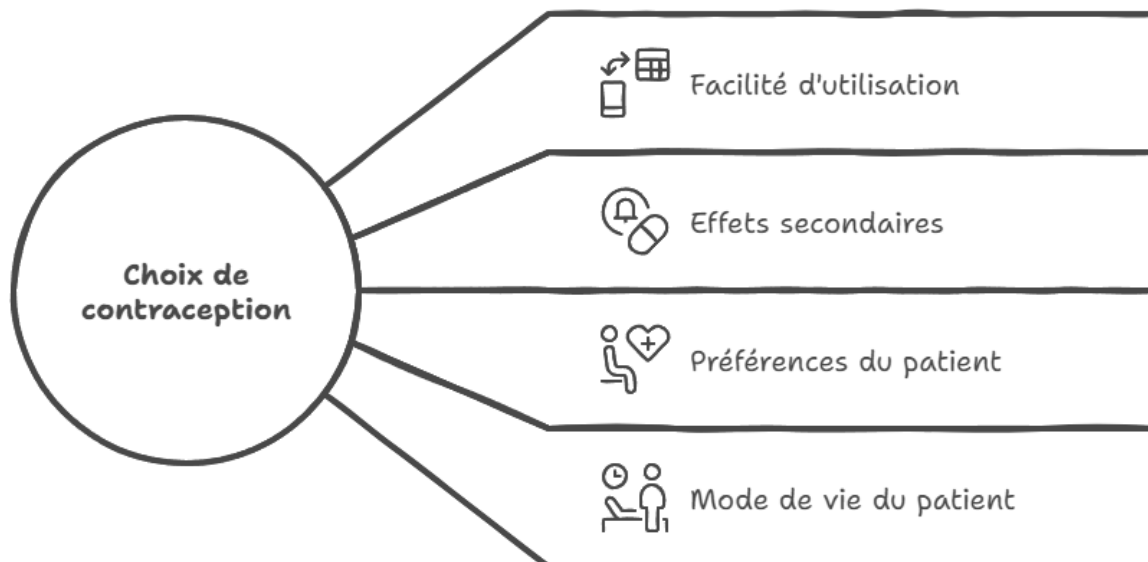 Choix de
contraception
Facilité d'utilisation
Effets secondaires
Préférences du patient
Mode de vie du patient